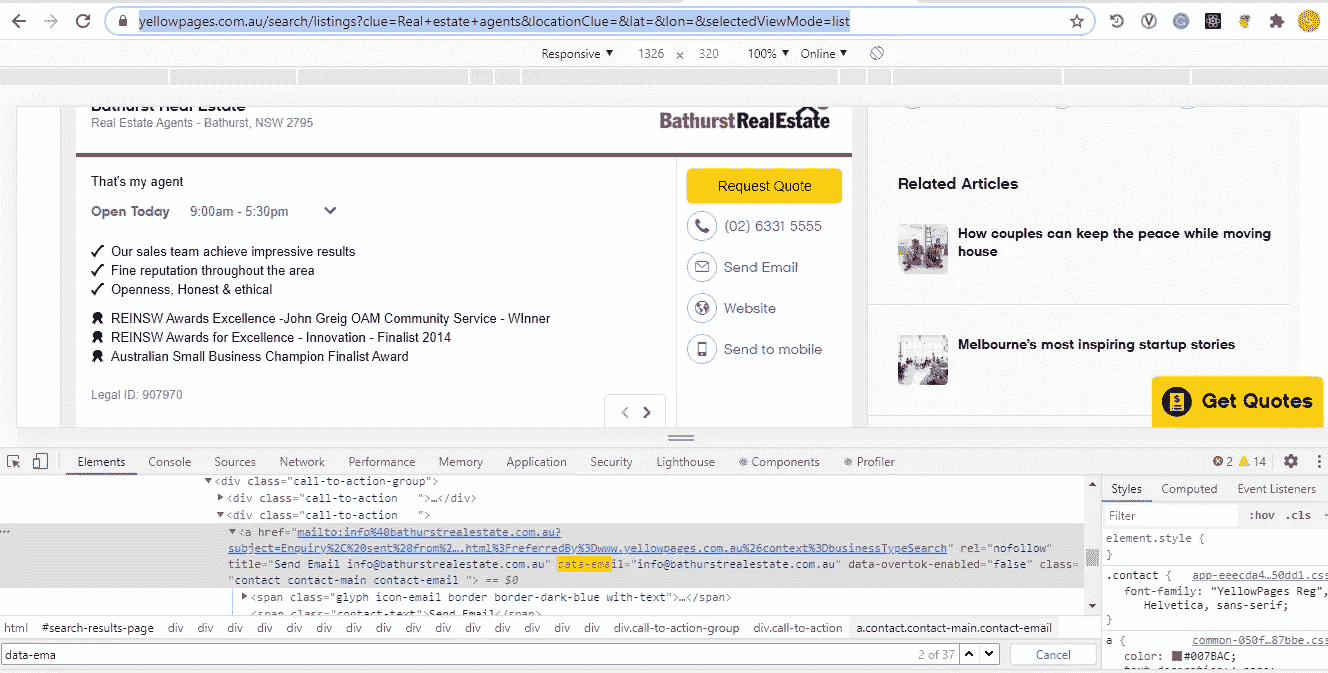 yellowpages.com.au/search/listings?clue=Real+estate+agents&locationClue=&lat=&lon=&selectedViewMode=list
Responsive ▼ 1326 × 320 100% ▼ Online ▼
Bathurst Real Estate
Real Estate Agents - Bathurst, NSW 2795
BathurstRealEstate
That's my agent
Open Today 9:00am - 5:30pm
✓ Our sales team achieve impressive results
✓ Fine reputation throughout the area
✓ Openness, Honest & ethical
REINSW Awards Excellence -John Greig OAM Community Service - WInner
REINSW Awards for Excellence - Innovation - Finalist 2014
Australian Small Business Champion Finalist Award
Legal ID: 907970
Request Quote
(02) 6331 5555
Send Email
Website
Send to mobile
Related Articles
How couples can keep the peace while moving
house
Melbourne's most inspiring startup stories
Get Quotes
Elements Console Sources Network Performance Memory Application Security Lighthouse Components Profiler 2 14
▼<div class="call-to-action-group">
▶<div class="call-to-action   ">…</div>
▼<div class="call-to-action   ">
… ▼<a href="mailto:info%40bathurstrealestate.com.au?
subject=Enquiry%2C%20sent%20from%2….html%3FreferredBy%3Dwww.yellowpages.com.au%26context%3DbusinessTypeSearch" rel="nofollow"
title="Send Email info@bathurstrealestate.com.au" data-email="info@bathurstrealestate.com.au" data-overtok-enabled="false" class=
"contact contact-main contact-email "> == $0
▶<span class="glyph icon-email border border-dark-blue with-text">…</span>
<span class="contact-text">Send Email</span>
html #search-results-page div div div div div div div div div div div div div div div div.call-to-action-group div.call-to-action a.contact.contact-main.contact-email
data-ema 2 of 37 Cancel
Styles Computed Event Listeners
Filter :hov .cls
element.style {
}
.contact { app-eeecda4…50dd1.css
font-family: "YellowPages Reg",
Helvetica, sans-serif;
}
a { common-050f…87bbe.css
color: #007BAC;